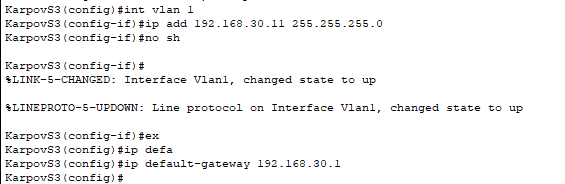 KarpovS3(config)#int vlan 1
KarpovS3(config-if)#ip add 192.168.30.11 255.255.255.0
KarpovS3(config-if)#no sh
KarpovS3(config-if)#
%LINK-5-CHANGED: Interface Vlan1, changed state to up
%LINEPROTO-5-UPDOWN: Line protocol on Interface Vlan1, changed state to up
KarpovS3(config-if)#ex
KarpovS3(config)#ip defa
KarpovS3(config)#ip default-gateway 192.168.30.1
KarpovS3(config)#